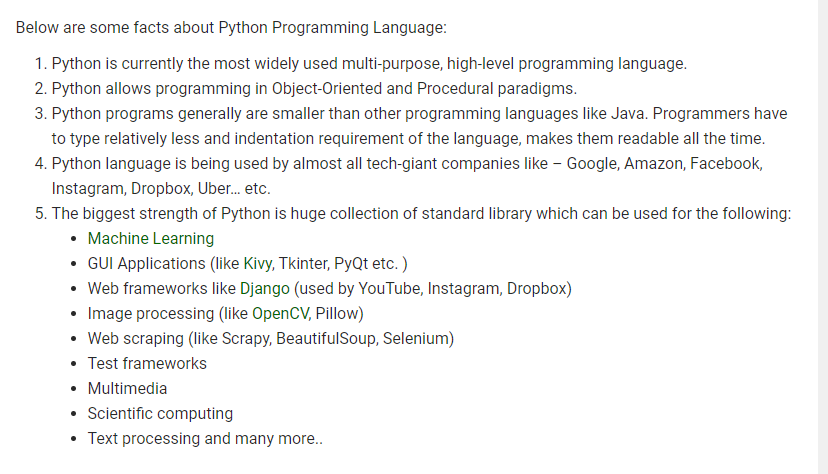 Below are some facts about Python Programming Language:
1. Python is currently the most widely used multi-purpose, high-level programming language.
2. Python allows programming in Object-Oriented and Procedural paradigms.
3. Python programs generally are smaller than other programming languages like Java. Programmers have
to type relatively less and indentation requirement of the language, makes them readable all the time.
4. Python language is being used by almost all tech-giant companies like – Google, Amazon, Facebook,
Instagram, Dropbox, Uber… etc.
5. The biggest strength of Python is huge collection of standard library which can be used for the following:
• Machine Learning
• GUI Applications (like Kivy, Tkinter, PyQt etc. )
• Web frameworks like Django (used by YouTube, Instagram, Dropbox)
• Image processing (like OpenCV, Pillow)
• Web scraping (like Scrapy, BeautifulSoup, Selenium)
• Test frameworks
• Multimedia
• Scientific computing
• Text processing and many more..